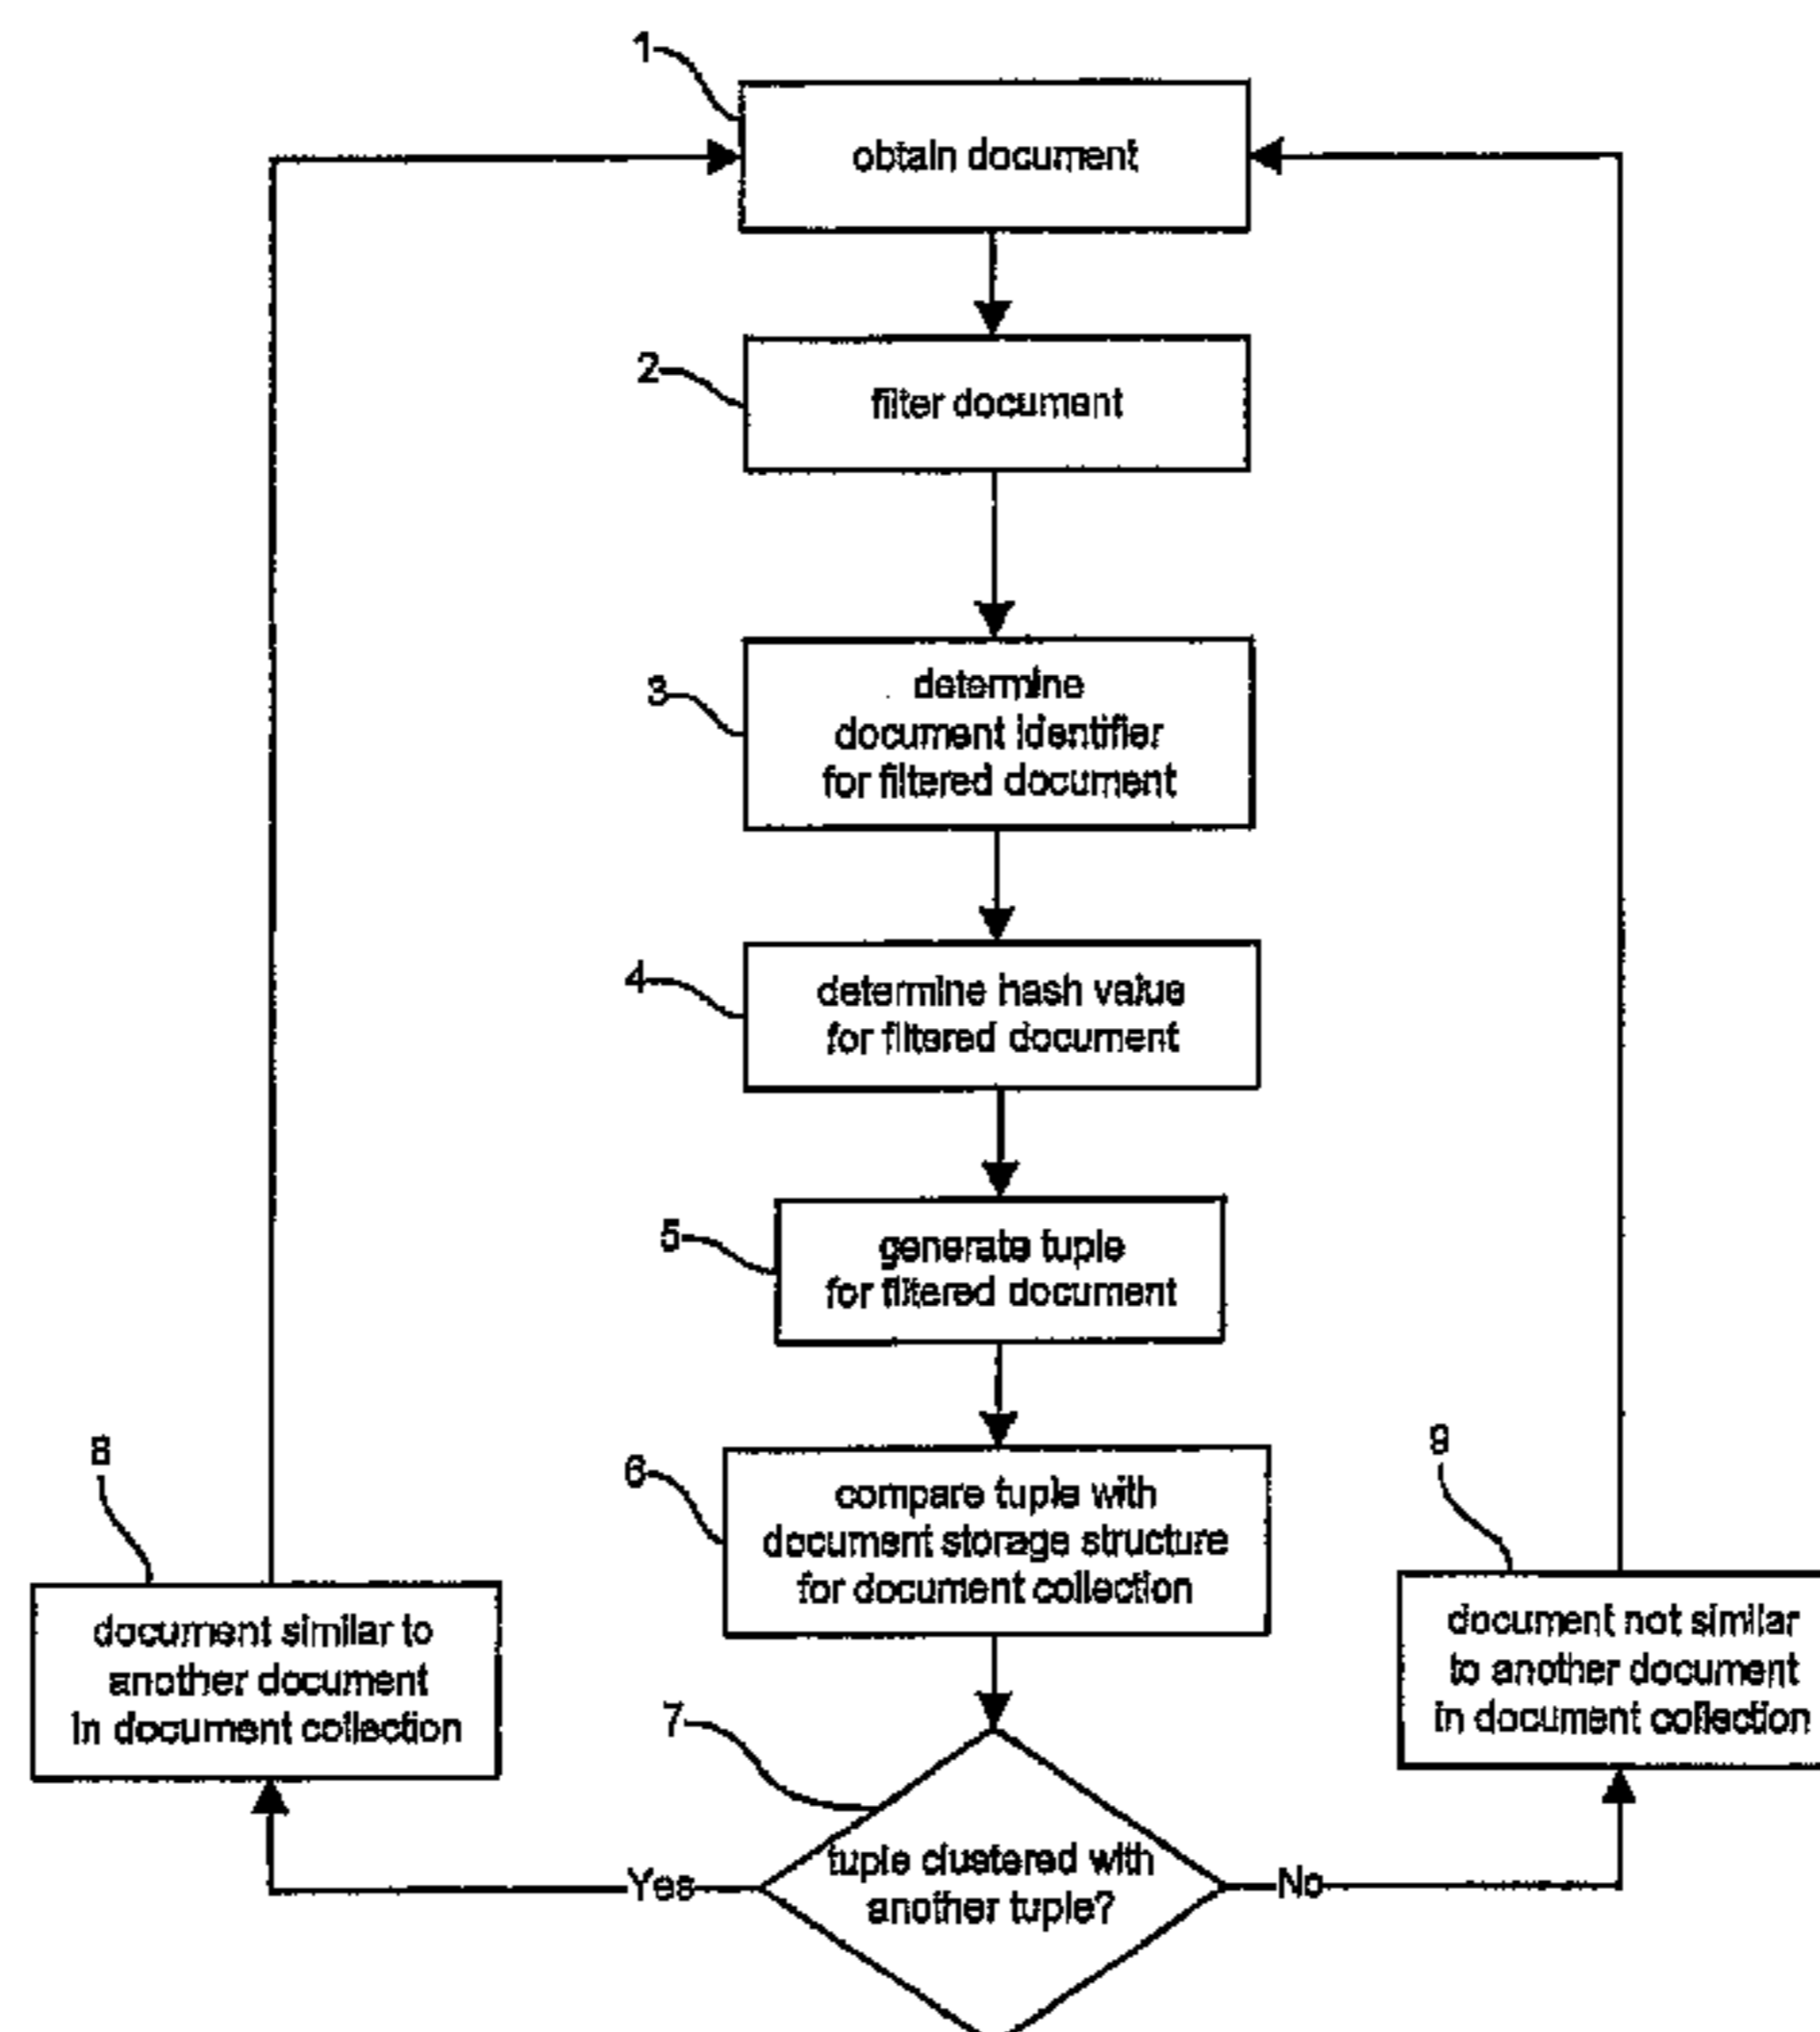 1
obtain document
2
filter document
3
determine
document identifier
for filtered document
4
determine hash value
for filtered document
5
generate tuple
for filtered document
6
compare tuple with
document storage structure
for document collection
8
document similar to
another document
in document collection
9
document not similar
to another document
in document collection
7
tuple clustered with
another tuple?
Yes
No